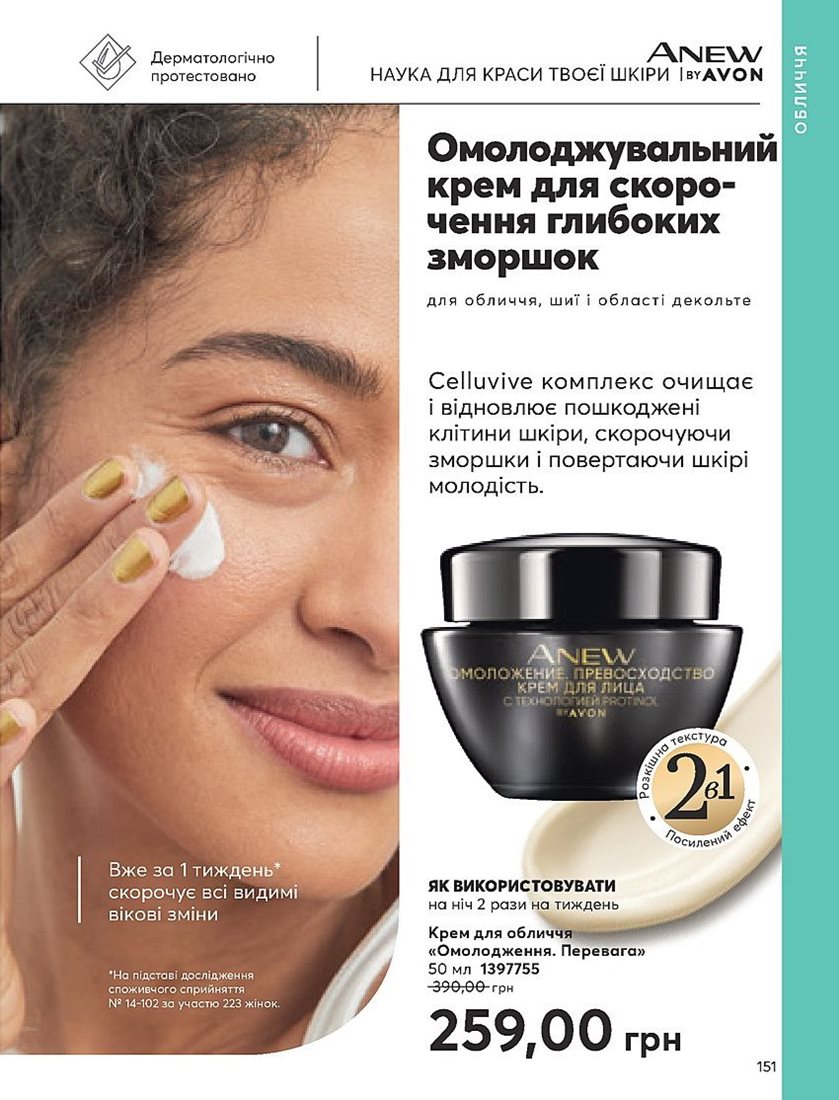 Дерматологічно
протестовано
ANEW
НАУКА ДЛЯ КРАСИ ТВОЄЇ ШКІРИ | BY AVON
ОБЛИЧЧЯ
Омолоджувальний
крем для скоро-
чення глибоких
зморшок
для обличчя, шиї і області декольте
Celluvive комплекс очищає
і відновлює пошкоджені
клітини шкіри, скорочуючи
зморшки і повертаючи шкірі
молодість.
ANEW
ОМОЛОЖЕНИЕ. ПРЕВОСХОДСТВО
КРЕМ ДЛЯ ЛИЦА
С ТЕХНОЛОГИЕЙ PROTINOL
BY AVON
Розкішна текстура
2в1
Посилений ефект
Вже за 1 тиждень*
скорочує всі видимі
вікові зміни
*На підставі дослідження
споживчого сприйняття
№ 14-102 за участю 223 жінок.
ЯК ВИКОРИСТОВУВАТИ
на ніч 2 рази на тиждень
Крем для обличчя
«Омолодження. Перевага»
50 мл 1397755
390,00 грн
259,00 грн
151